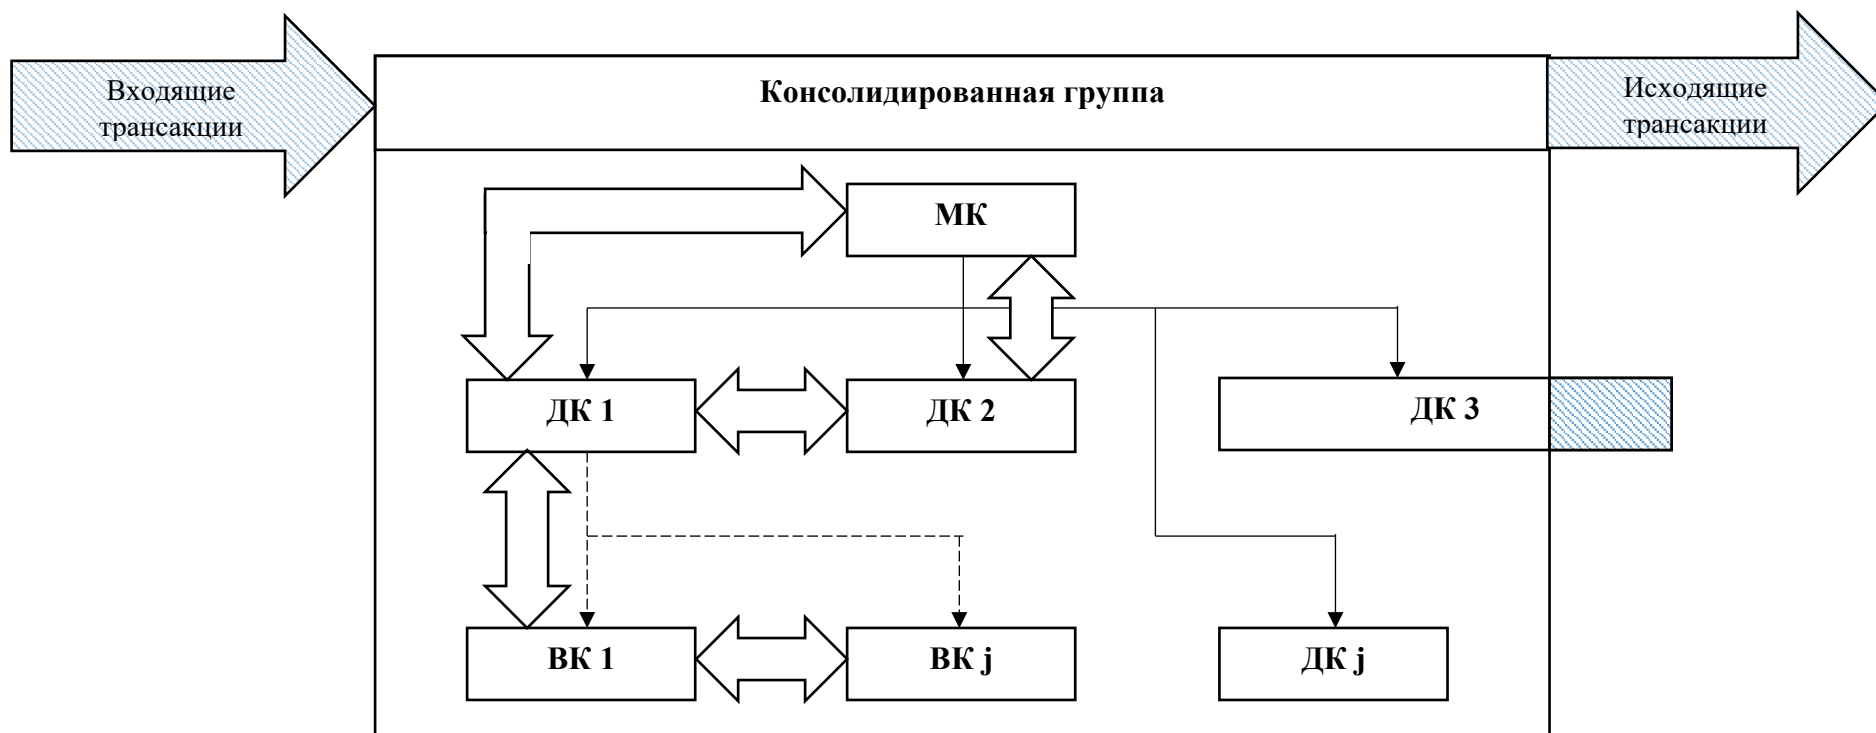 Входящие
трансакции
Консолидированная группа
Исходящие
трансакции
МК
ДК 1
ДК 2
ДК 3
ВК 1
ВК j
ДК j